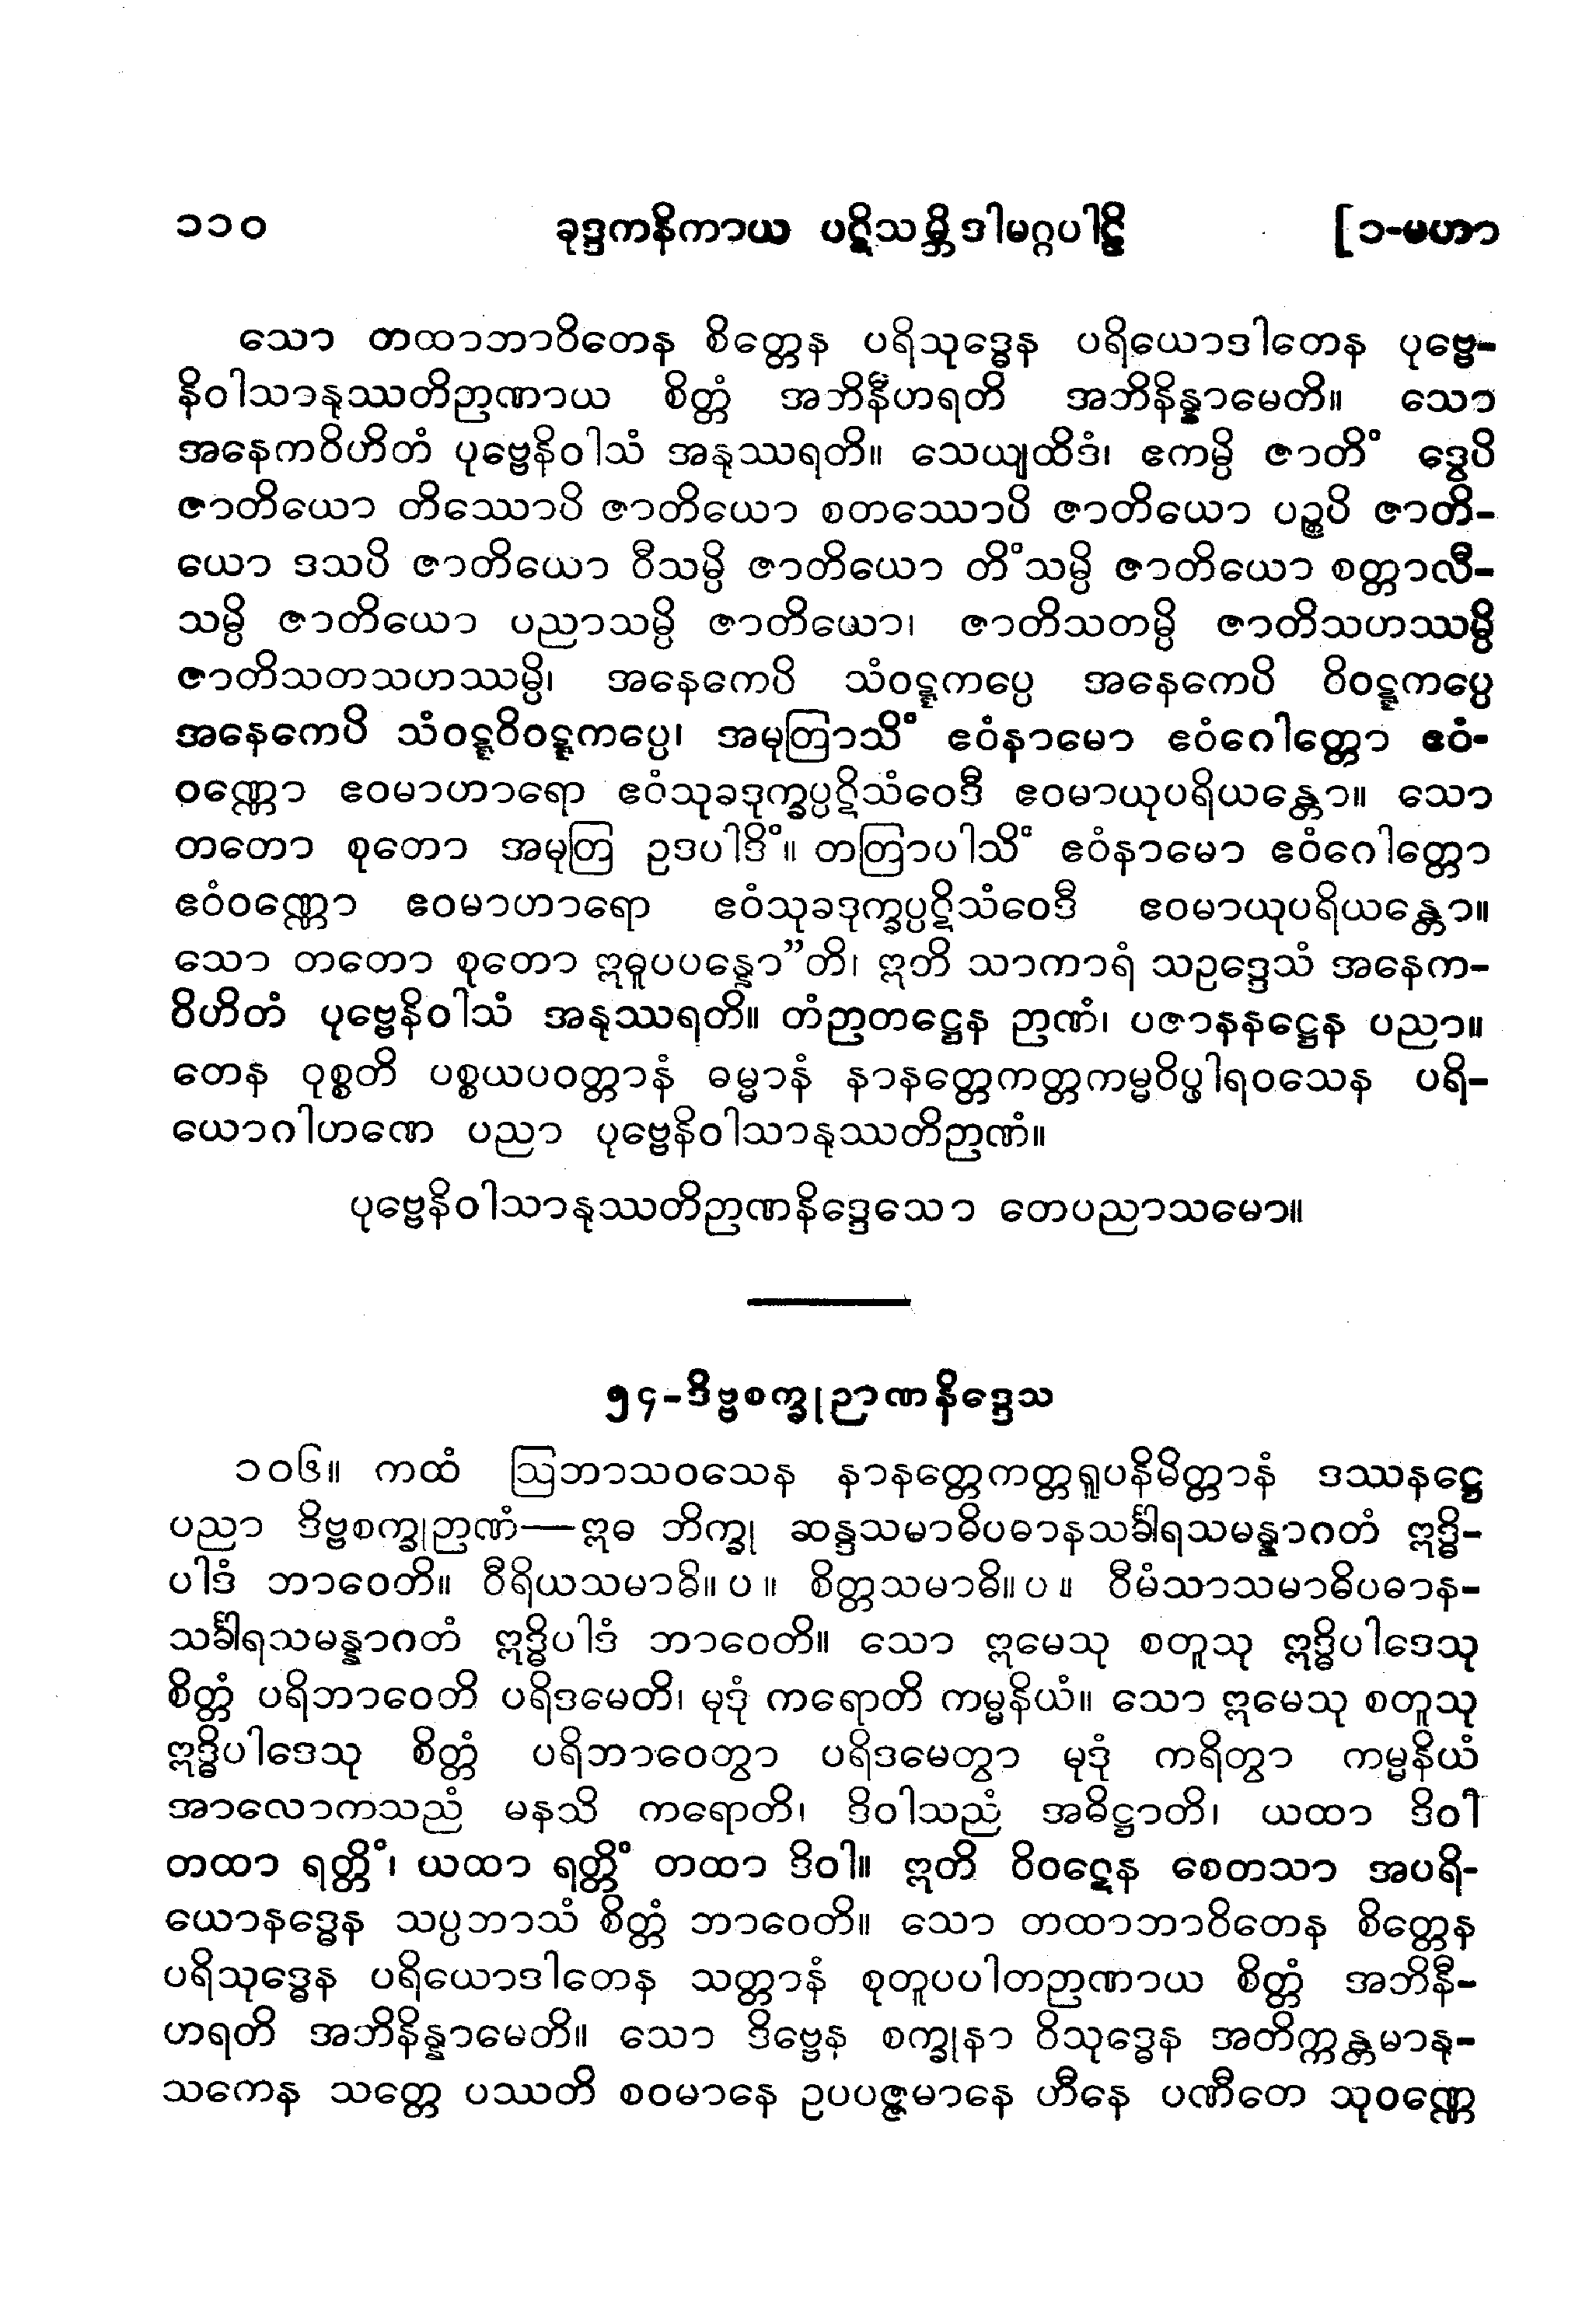 ၁၁၀ ခုဒ္ဒကနိကာယ ပဋိသမ္ဘိဒါမဂ္ဂပါဠိ [၁-မဟာ
သော တထာဘာဝိတေန စိတ္တေန ပရိသုဒ္ဓေန ပရိယောဒါတေန ပုဗ္ဗေ-
နိဝါသာနုဿတိဉာဏာယ စိတ္တံ အဘိနီဟရတိ အဘိနိန္နာမေတိ။ သော
အနေကဝိဟိတံ ပုဗ္ဗေနိဝါသံ အနုဿရတိ။ သေယျထိဒံ၊ ဧကမ္ပိ ဇာတိံ ဒွေပိ
ဇာတိယော တိဿောပိ ဇာတိယော စတဿောပိ ဇာတိယော ပဉ္စပိ ဇာတိ-
ယော ဒသပိ ဇာတိယော ဝီသမ္ပိ ဇာတိယော တိံသမ္ပိ ဇာတိယော စတ္တာလီ-
သမ္ပိ ဇာတိယော ပညာသမ္ပိ ဇာတိယော၊ ဇာတိသတမ္ပိ ဇာတိသဟဿမ္ပိ
ဇာတိသတသဟဿမ္ပိ၊ အနေကေပိ သံဝဋ္ဋကပ္ပေ အနေကေပိ ဝိဝဋ္ဋကပ္ပေ
အနေကေပိ သံဝဋ္ဋဝိဝဋ္ဋကပ္ပေ၊ အမုတြာသိံ ဧဝံနာမော ဧဝံဂေါတ္တော ဧဝံ-
ဝဏ္ဏော ဧဝမာဟာရော ဧဝံသုခဒုက္ခပ္ပဋိသံဝေဒီ ဧဝမာယုပရိယန္တော။ သော
တတော စုတော အမုတြ ဥဒပါဒိံ။ တတြာပါသိံ ဧဝံနာမော ဧဝံဂေါတ္တော
ဧဝံဝဏ္ဏော ဧဝမာဟာရော ဧဝံသုခဒုက္ခပ္ပဋိသံဝေဒီ ဧဝမာယုပရိယန္တော။
သော တတော စုတော ဣဓူပပန္နော”တိ၊ ဣတိ သာကာရံ သဥဒ္ဒေသံ အနေက-
ဝိဟိတံ ပုဗ္ဗေနိဝါသံ အနုဿရတိ။ တံဉာတဋ္ဌေန ဉာဏံ၊ ပဇာနနဋ္ဌေန ပညာ။
တေန ဝုစ္စတိ ပစ္စယပဝတ္တာနံ ဓမ္မာနံ နာနတ္တေကတ္တကမ္မဝိပ္ဖါရဝသေန ပရိ-
ယောဂါဟဏေ ပညာ ပုဗ္ဗေနိဝါသာနုဿတိဉာဏံ။
ပုဗ္ဗေနိဝါသာနုဿတိဉာဏနိဒ္ဒေသော တေပညာသမော။
၅၄-ဒိဗ္ဗစက္ခုဉာဏနိဒ္ဒေသ
၁၀၆။ ကထံ ဩဘာသဝသေန နာနတ္တေကတ္တရူပနိမိတ္တာနံ ဒဿနဋ္ဌေ
ပညာ ဒိဗ္ဗစက္ခုဉာဏံ—ဣဓ ဘိက္ခု ဆန္ဒသမာဓိပဓာနသင်္ခါရသမန္နာဂတံ ဣဒ္ဓိ-
ပါဒံ ဘာဝေတိ။ ဝီရိယသမာဓိ။ ပ ။ စိတ္တသမာဓိ။ ပ ။ ဝီမံသာသမာဓိပဓာန-
သင်္ခါရသမန္နာဂတံ ဣဒ္ဓိပါဒံ ဘာဝေတိ။ သော ဣမေသု စတူသု ဣဒ္ဓိပါဒေသု
စိတ္တံ ပရိဘာဝေတိ ပရိဒမေတိ၊ မုဒုံ ကရောတိ ကမ္မနိယံ။ သော ဣမေသု စတူသု
ဣဒ္ဓိပါဒေသု စိတ္တံ ပရိဘာဝေတွာ ပရိဒမေတွာ မုဒုံ ကရိတွာ ကမ္မနိယံ
အာလောကသညံ မနသိ ကရောတိ၊ ဒိဝါသညံ အဓိဋ္ဌာတိ၊ ယထာ ဒိဝါ
တထာ ရတ္တိံ၊ ယထာ ရတ္တိံ တထာ ဒိဝါ။ ဣတိ ဝိဝဋေန စေတသာ အပရိ-
ယောနဒ္ဓေန သပ္ပဘာသံ စိတ္တံ ဘာဝေတိ။ သော တထာဘာဝိတေန စိတ္တေန
ပရိသုဒ္ဓေန ပရိယောဒါတေန သတ္တာနံ စုတူပပါတဉာဏာယ စိတ္တံ အဘိနီ-
ဟရတိ အဘိနိန္နာမေတိ။ သော ဒိဗ္ဗေန စက္ခုနာ ဝိသုဒ္ဓေန အတိက္ကန္တမာနု-
သကေန သတ္တေ ပဿတိ စဝမာနေ ဥပပဇ္ဇမာနေ ဟီနေ ပဏီတေ သုဝဏ္ဏေ